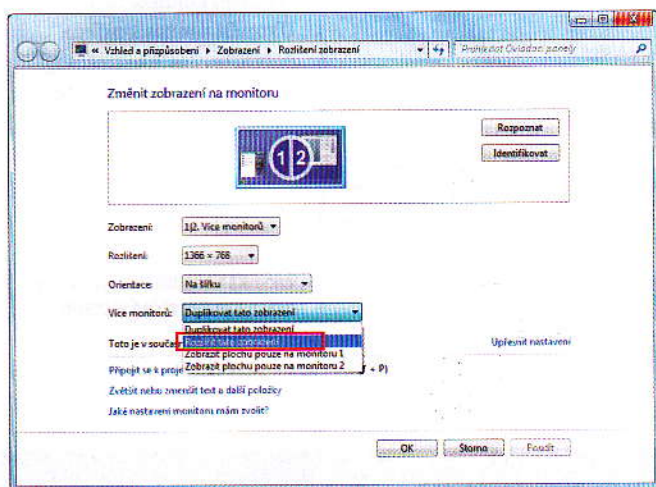 « Vzhled a přizpůsobení ▸ Zobrazení ▸ Rozlišení zobrazení
Prohledat Ovládací panely
Změnit zobrazení na monitoru
1 2
Rozpoznat
Identifikovat
Zobrazení: 1|2. Více monitorů
Rozlišení: 1366 × 768
Orientace: Na šířku
Více monitorů: Duplikovat tato zobrazení
Duplikovat tato zobrazení
Rozšířit tato zobrazení
Toto je v součas
Upřesnit nastavení
Zobrazit plochu pouze na monitoru 1
Zobrazit plochu pouze na monitoru 2
Připojit se k proje + P)
Zvětšit nebo zmenšit text a další položky
Jaké nastavení monitoru mám zvolit?
OK Storno Použít